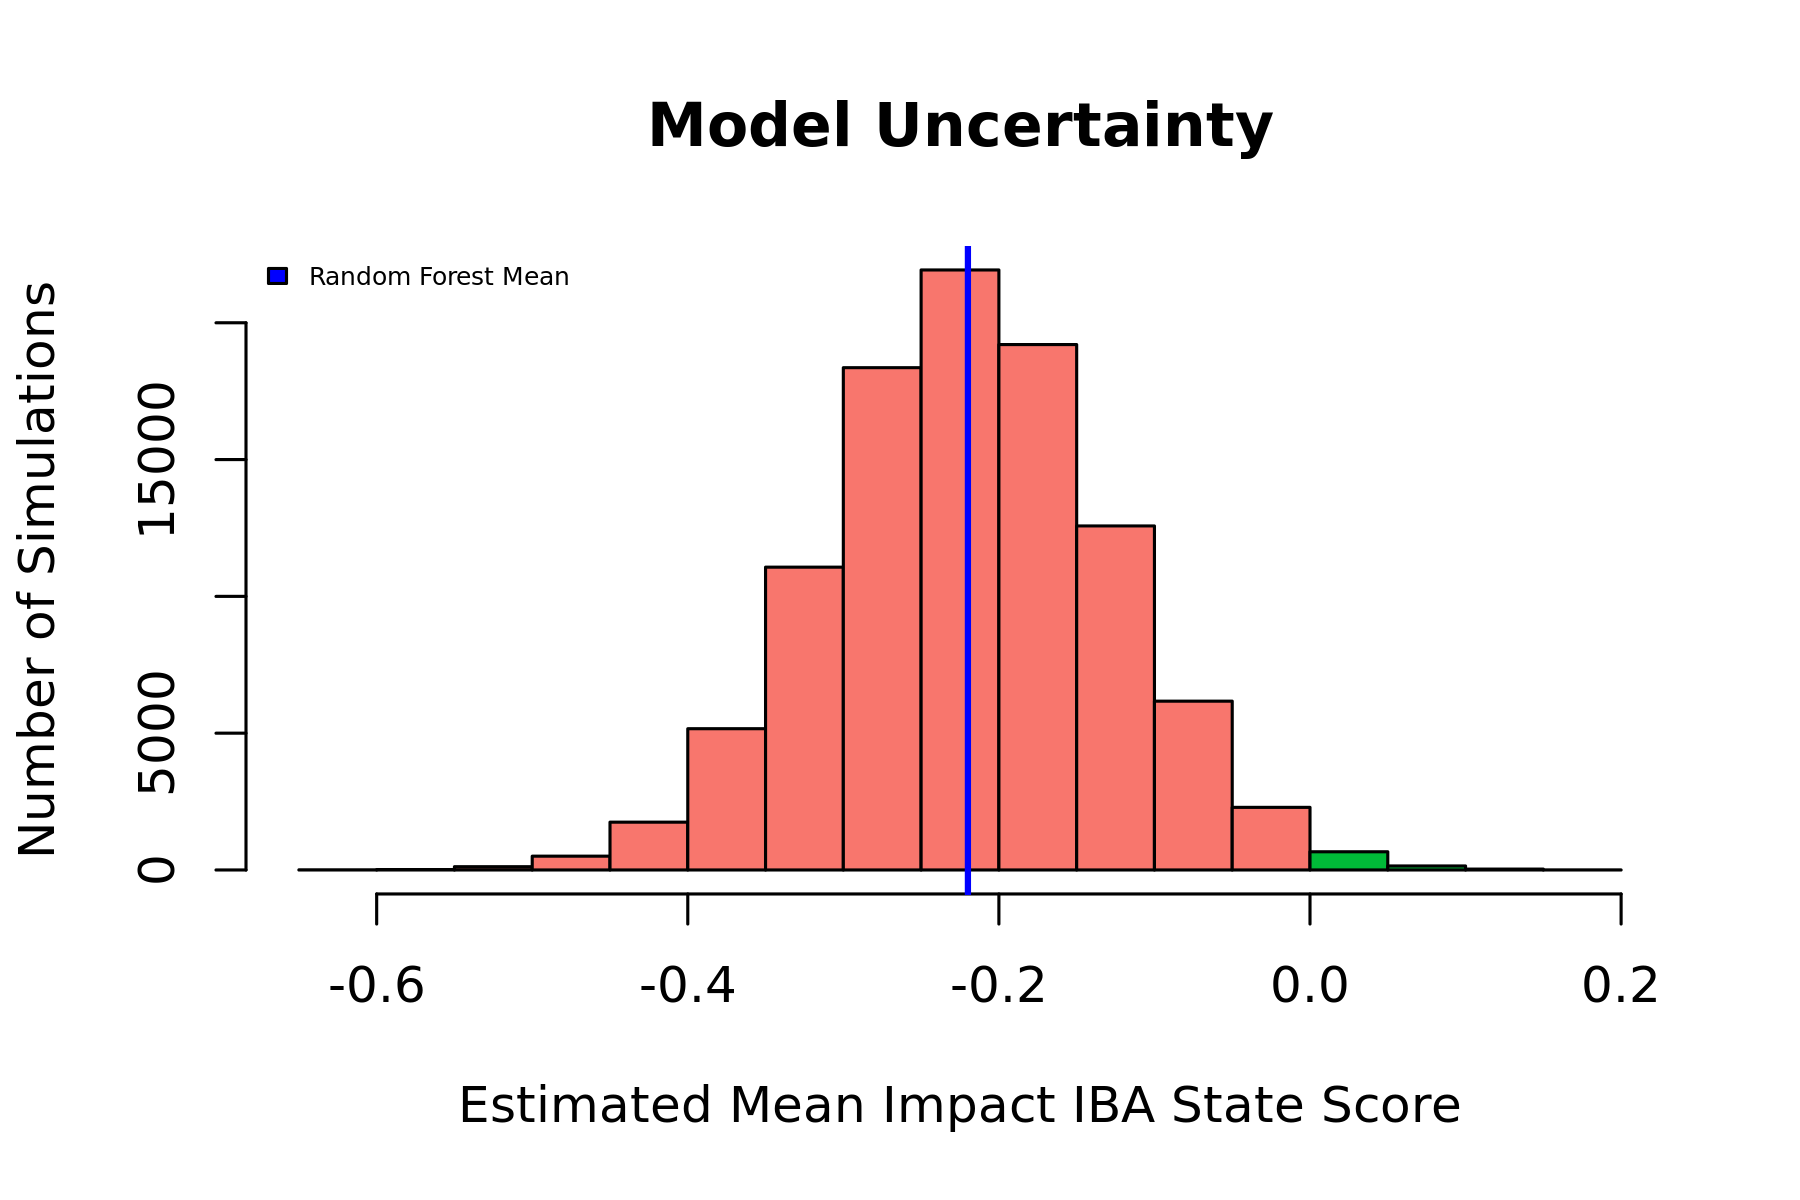 Model Uncertainty
Random Forest Mean
Number of Simulations
15000
5000
0
-0.6 -0.4 -0.2 0.0 0.2
Estimated Mean Impact IBA State Score